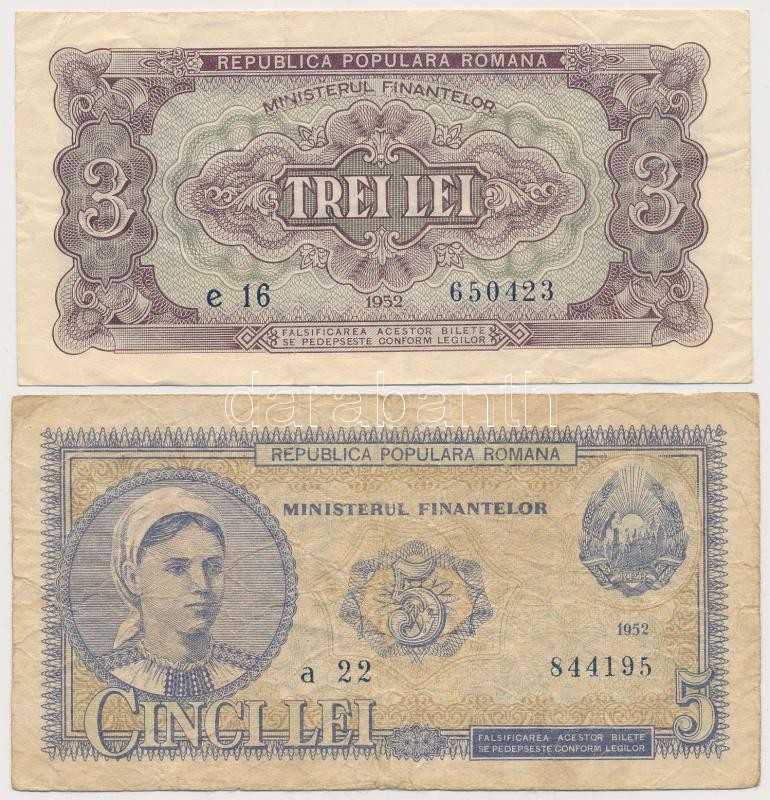 REPUBLICA POPULARA ROMANA
MINISTERUL FINANTELOR
3 TREI LEI 3
e 16 1952 650423
FALSIFICAREA ACESTOR BILETE
SE PEDEPSESTE CONFORM LEGILOR
darabanth
REPUBLICA POPULARA ROMANA
MINISTERUL FINANTELOR
5
RPR
1952
a 22 844195
CINCI LEI 5
FALSIFICAREA ACESTOR BILETE
SE PEDEPSESTE CONFORM LEGILOR